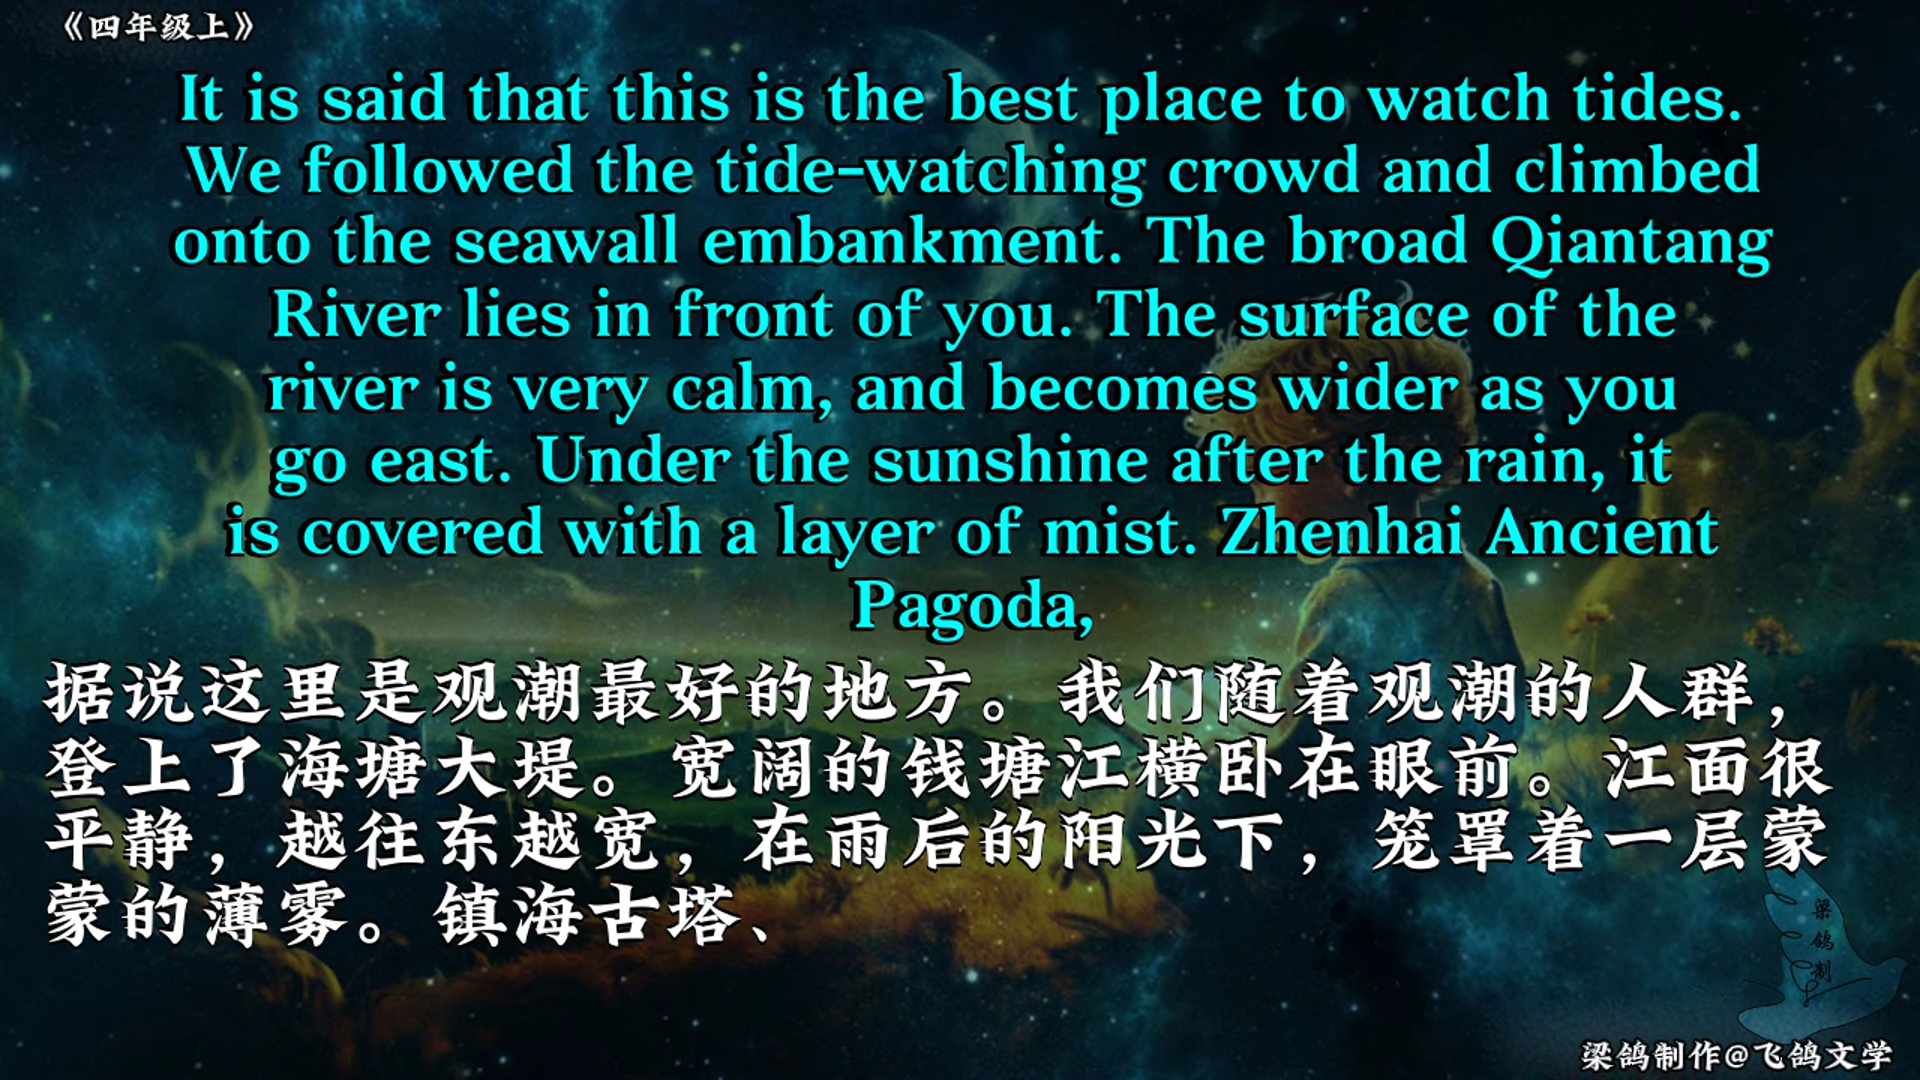 《四年级上》
It is said that this is the best place to watch tides.
We followed the tide-watching crowd and climbed
onto the seawall embankment. The broad Qiantang
River lies in front of you. The surface of the
river is very calm, and becomes wider as you
go east. Under the sunshine after the rain, it
is covered with a layer of mist. Zhenhai Ancient
Pagoda,
据说这里是观潮最好的地方。我们随着观潮的人群，
登上了海塘大堤。宽阔的钱塘江横卧在眼前。江面很
平静，越往东越宽，在雨后的阳光下，笼罩着一层蒙
蒙的薄雾。镇海古塔、
梁鸽制
梁鸽制作@飞鸽文学